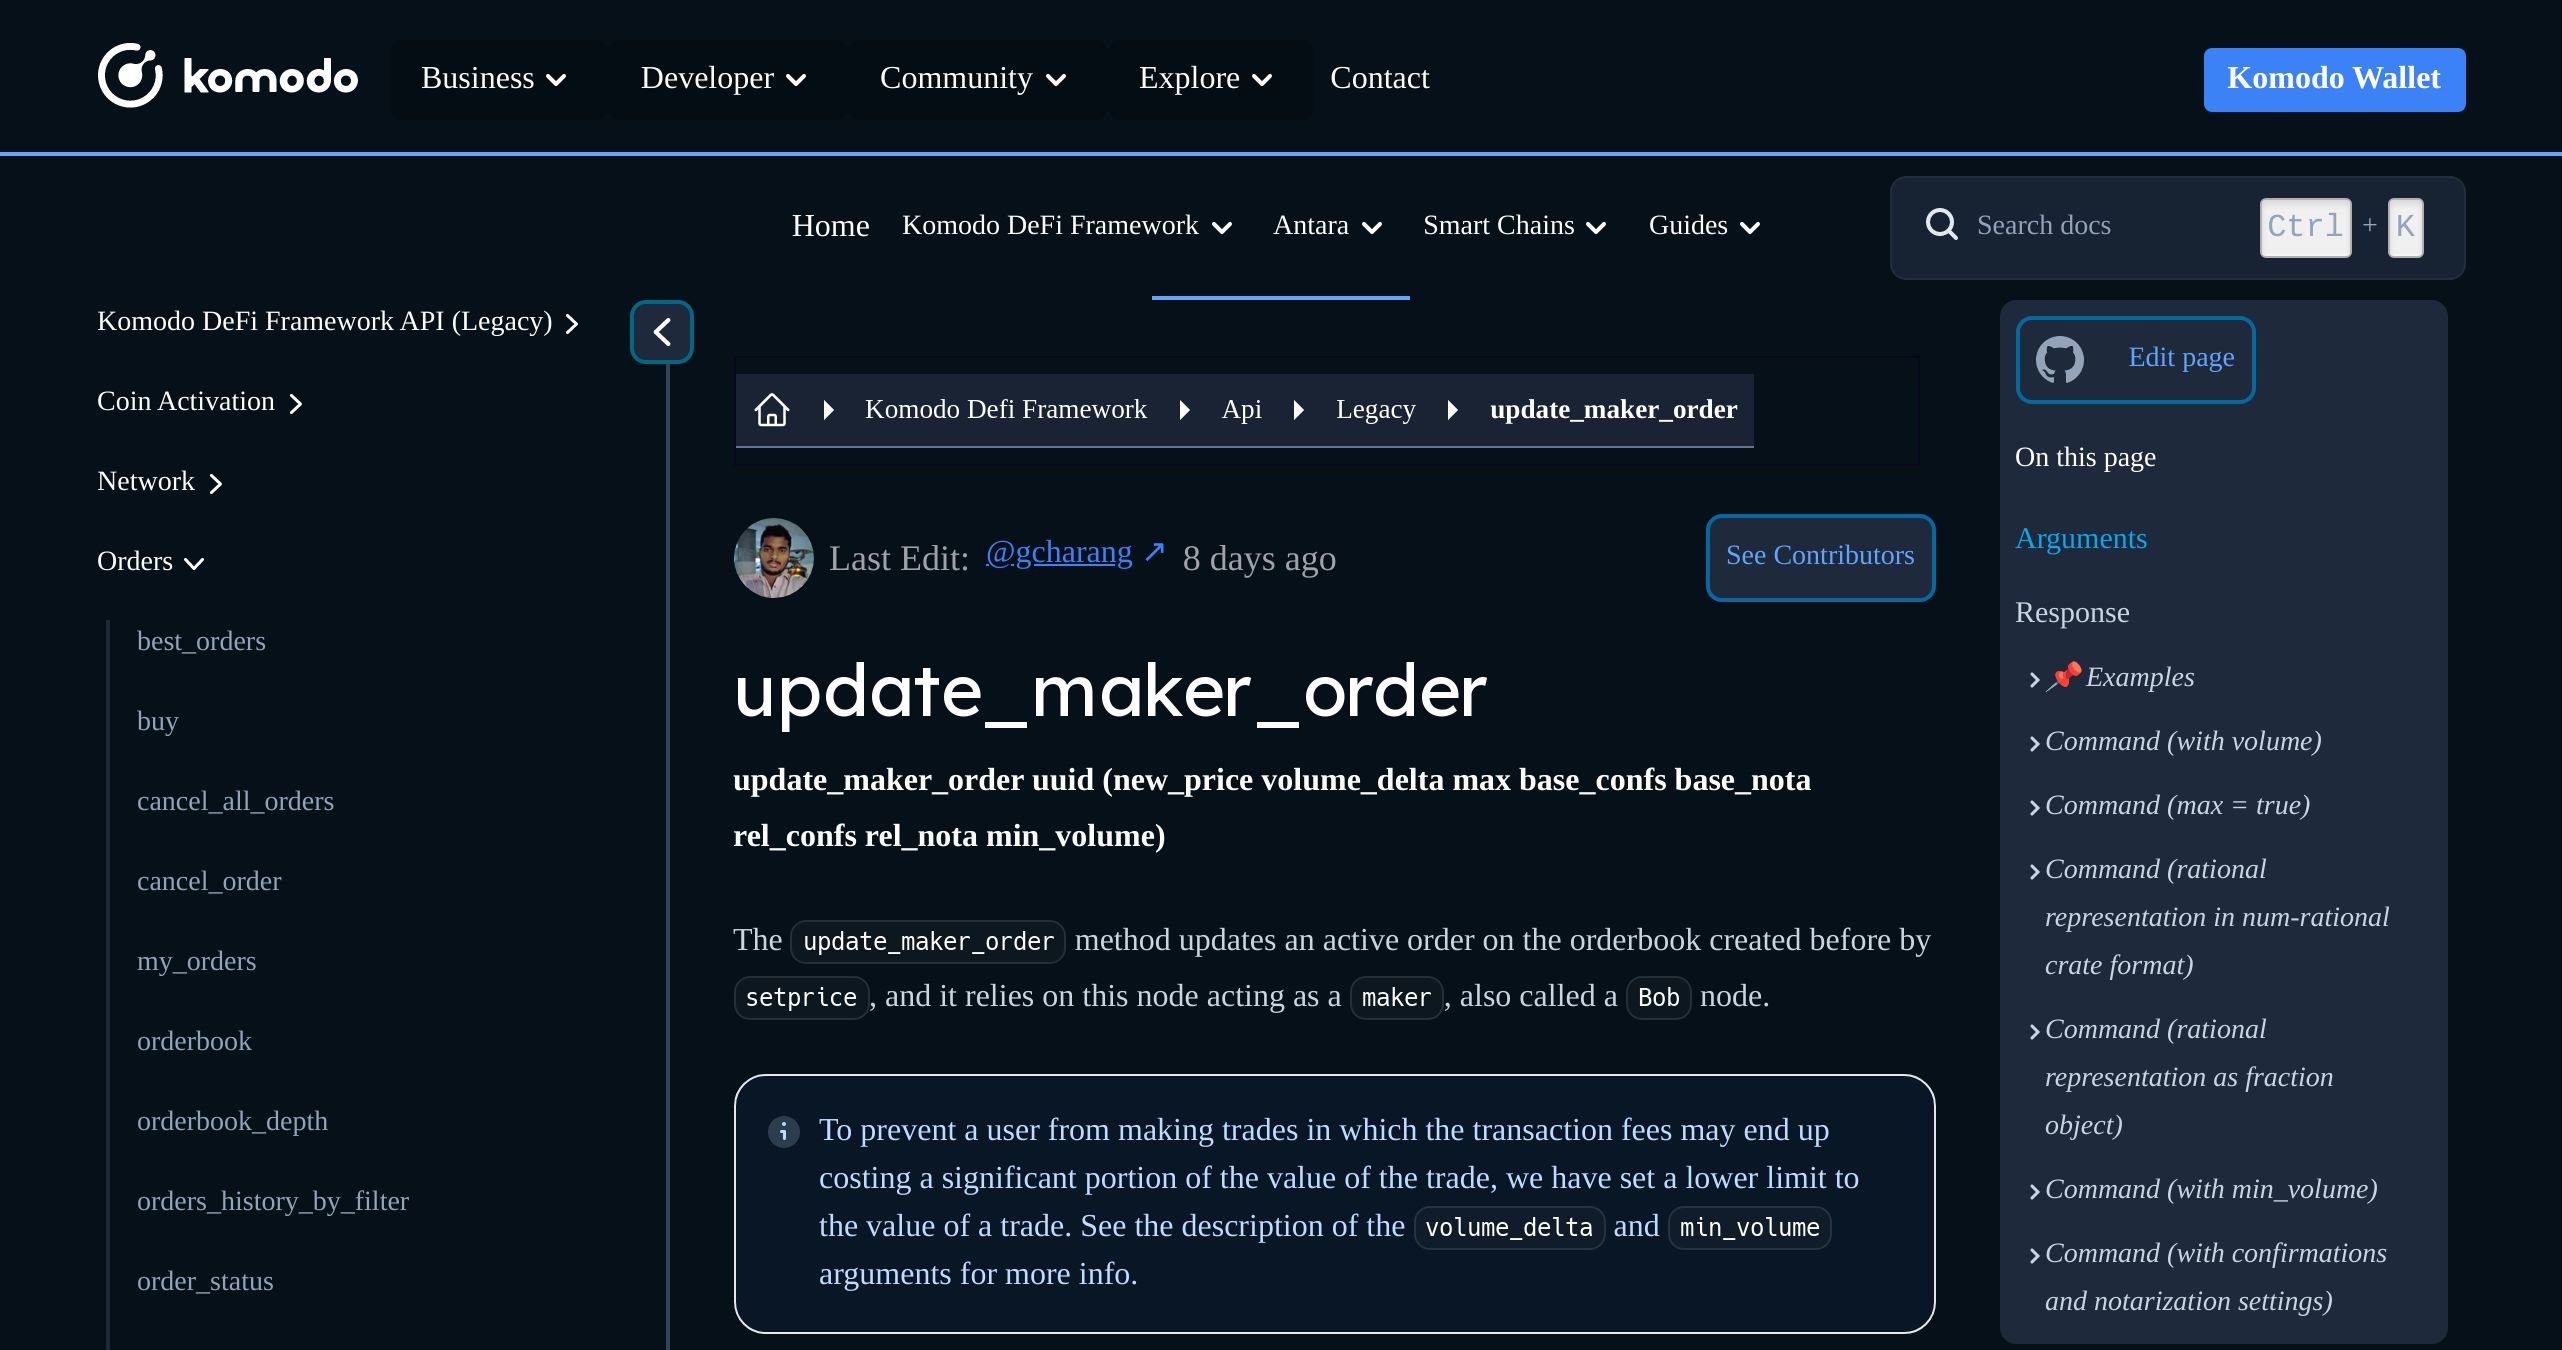 komodo
Business
Developer
Community
Explore
Contact
Komodo Wallet
Home
Komodo DeFi Framework
Antara
Smart Chains
Guides
Search docs
Ctrl + K
Komodo DeFi Framework API (Legacy)
Coin Activation
Network
Orders
best_orders
buy
cancel_all_orders
cancel_order
my_orders
orderbook
orderbook_depth
orders_history_by_filter
order_status
Komodo Defi Framework
Api
Legacy
update_maker_order
Last Edit: @gcharang ↗ 8 days ago
See Contributors
update_maker_order
update_maker_order uuid (new_price volume_delta max base_confs base_nota
rel_confs rel_nota min_volume)
The update_maker_order method updates an active order on the orderbook created before by
setprice, and it relies on this node acting as a maker, also called a Bob node.
To prevent a user from making trades in which the transaction fees may end up
costing a significant portion of the value of the trade, we have set a lower limit to
the value of a trade. See the description of the volume_delta and min_volume
arguments for more info.
Edit page
On this page
Arguments
Response
📌 Examples
Command (with volume)
Command (max = true)
Command (rational
representation in num-rational
crate format)
Command (rational
representation as fraction
object)
Command (with min_volume)
Command (with confirmations
and notarization settings)